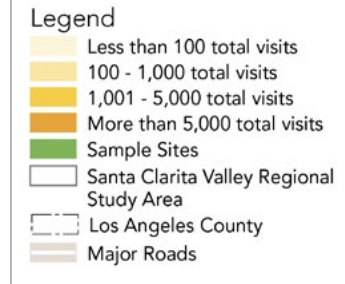 Legend
Less than 100 total visits
100 - 1,000 total visits
1,001 - 5,000 total visits
More than 5,000 total visits
Sample Sites
Santa Clarita Valley Regional
Study Area
Los Angeles County
Major Roads